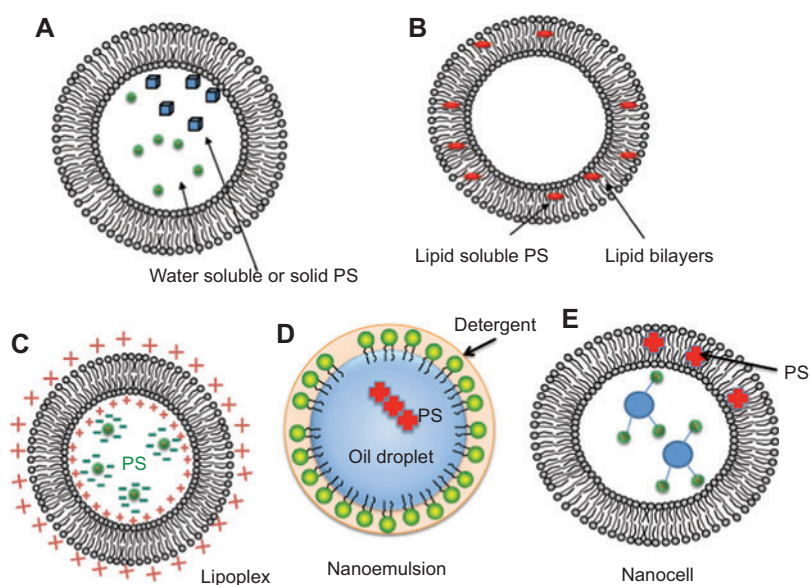 A
B
Water soluble or solid PS
Lipid soluble PS
Lipid bilayers
C
D
Detergent
E
PS
PS
PS
Oil droplet
Lipoplex
Nanoemulsion
Nanocell